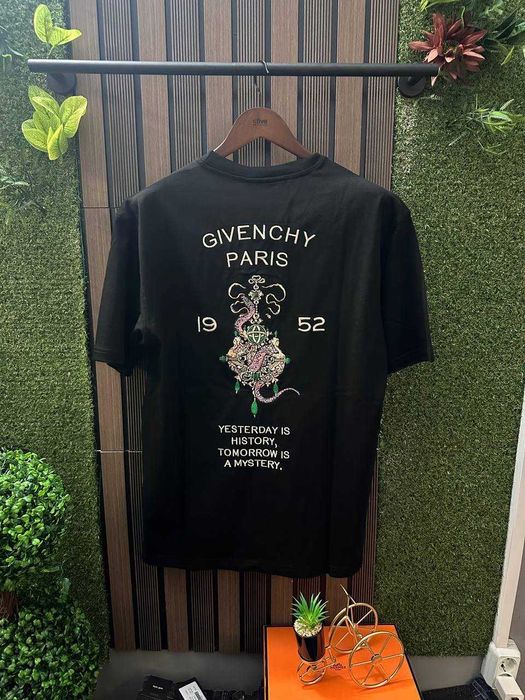 GIVENCHY
PARIS
19 52
YESTERDAY IS
HISTORY,
TOMORROW IS
A MYSTERY.